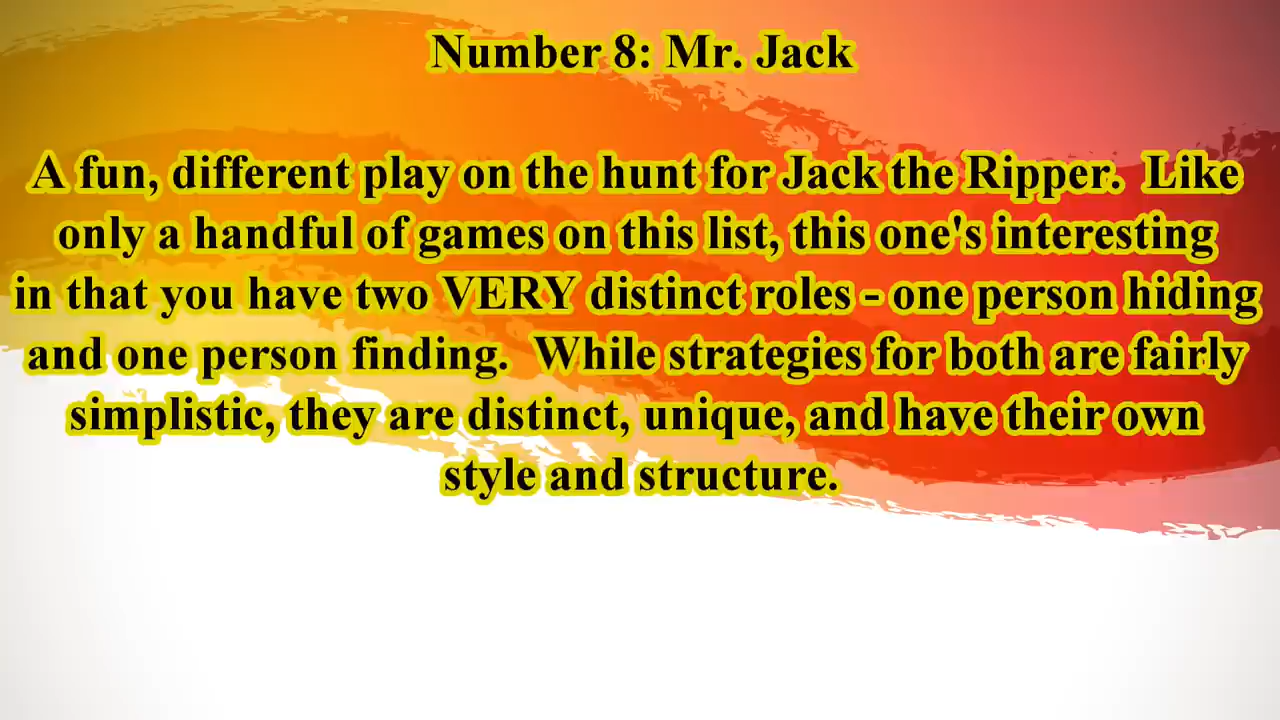 Number 8: Mr. Jack
A fun, different play on the hunt for Jack the Ripper.  Like
only a handful of games on this list, this one's interesting
in that you have two VERY distinct roles - one person hiding
and one person finding.  While strategies for both are fairly
simplistic, they are distinct, unique, and have their own
style and structure.